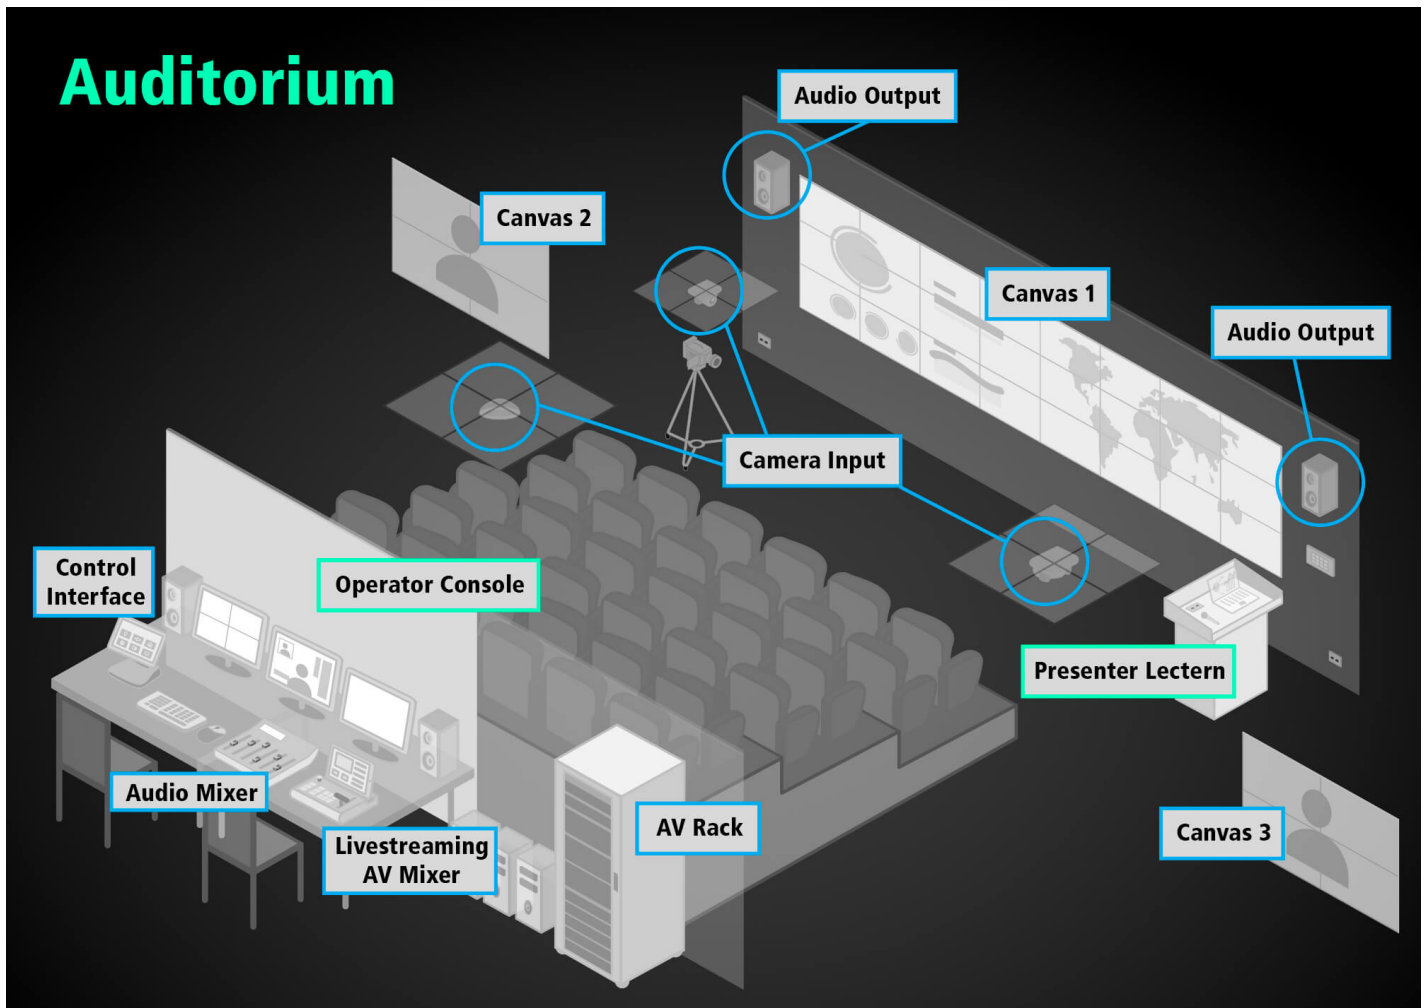 Auditorium
Audio Output
Canvas 2
Canvas 1
Audio Output
Camera Input
Control
Interface
Operator Console
Presenter Lectern
Audio Mixer
Livestreaming
AV Mixer
AV Rack
Canvas 3